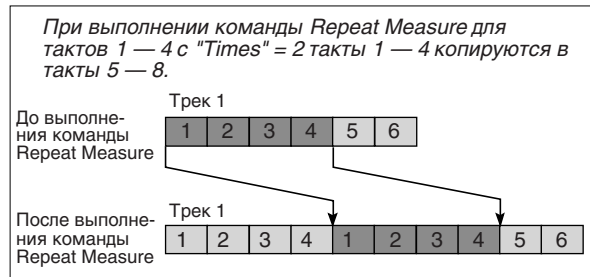 При выполнении команды Repeat Measure для
тактов 1 — 4 с "Times" = 2 такты 1 — 4 копируются в
такты 5 — 8.
Трек 1
До выполне-
ния команды
Repeat Measure
1 2 3 4 5 6
После выполне-
ния команды
Repeat Measure
Трек 1
1 2 3 4 1 2 3 4 5 6